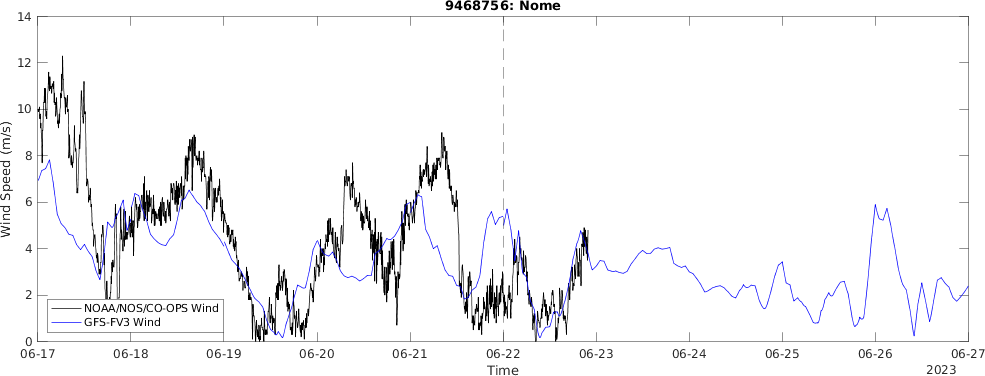 9468756: Nome
14
12
10
8
6
4
2
0
Wind Speed (m/s)
NOAA/NOS/CO-OPS Wind
GFS-FV3 Wind
06-17 06-18 06-19 06-20 06-21 06-22 06-23 06-24 06-25 06-26 06-27
Time
2023